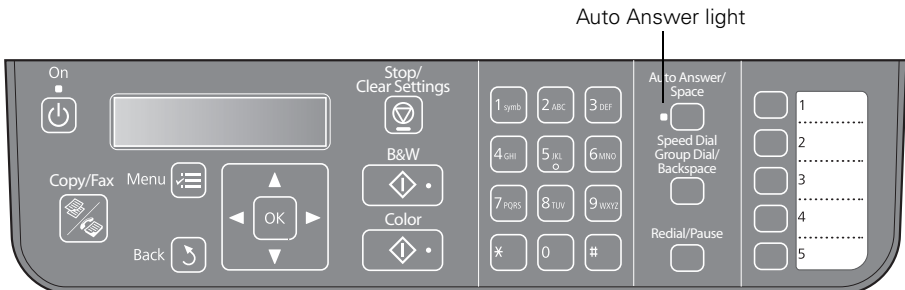 Auto Answer light
On
Stop/
Clear Settings
B&W
Color
Copy/Fax
Menu
OK
Back
1 symb
2 ABC
3 DEF
4 GHI
5 JKL
6 MNO
7 PQRS
8 TUV
9 WXYZ
*
0
#
Auto Answer/
Space
Speed Dial
Group Dial/
Backspace
Redial/Pause
1
2
3
4
5